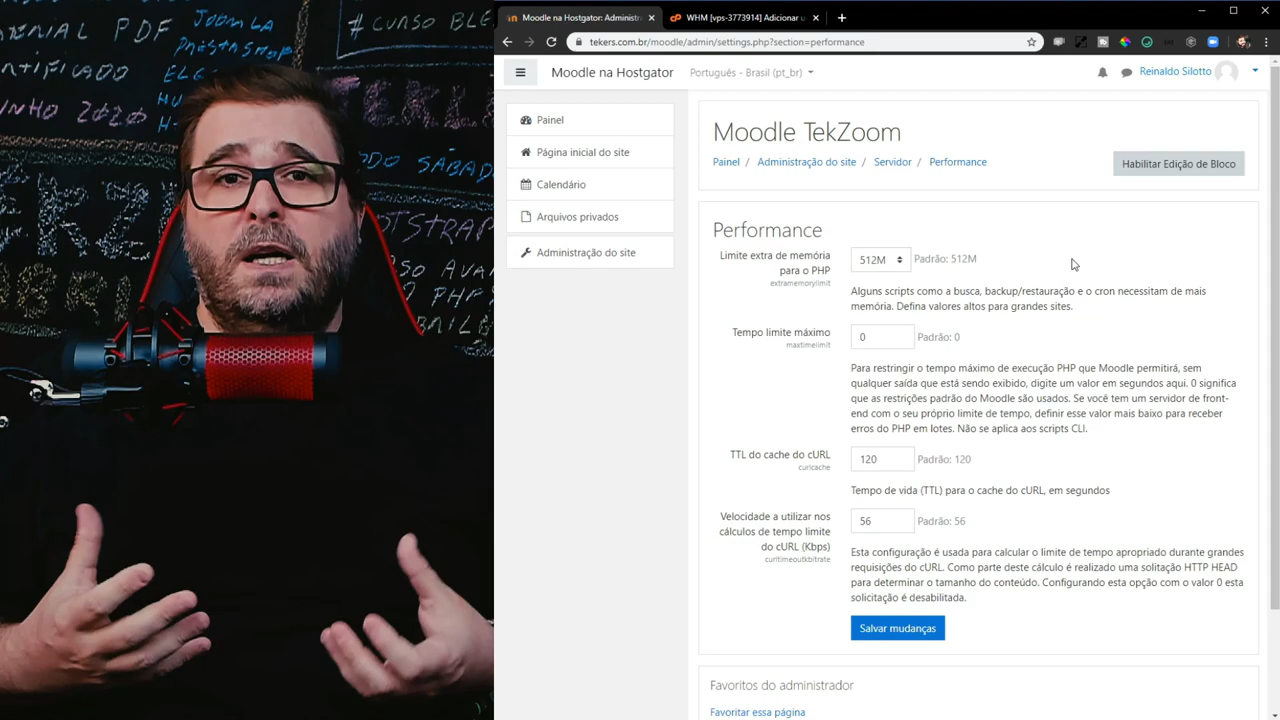 Moodle na Hostgator: Administra
WHM [vps-3773914] Adicionar u
tekers.com.br/moodle/admin/settings.php?section=performance
Moodle na Hostgator
Português - Brasil (pt_br)
Reinaldo Silotto
Painel
Página inicial do site
Calendário
Arquivos privados
Administração do site
Moodle TekZoom
Painel / Administração do site / Servidor / Performance
Habilitar Edição de Bloco
Performance
Limite extra de memória
para o PHP
extramemorylimit
512M Padrão: 512M
Alguns scripts como a busca, backup/restauração e o cron necessitam de mais
memória. Defina valores altos para grandes sites.
Tempo limite máximo
maxtimelimit
0 Padrão: 0
Para restringir o tempo máximo de execução PHP que Moodle permitirá, sem
qualquer saída que está sendo exibido, digite um valor em segundos aqui. 0 significa
que as restrições padrão do Moodle são usados. Se você tem um servidor de front-
end com o seu próprio limite de tempo, definir esse valor mais baixo para receber
erros do PHP em lotes. Não se aplica aos scripts CLI.
TTL do cache do cURL
curlcache
120 Padrão: 120
Tempo de vida (TTL) para o cache do cURL, em segundos
Velocidade a utilizar nos
cálculos de tempo limite
do cURL (Kbps)
curltimeoutkbitrate
56 Padrão: 56
Esta configuração é usada para calcular o limite de tempo apropriado durante grandes
requisições do cURL. Como parte deste cálculo é realizado uma solitação HTTP HEAD
para determinar o tamanho do conteúdo. Configurando esta opção com o valor 0 esta
solicitação é desabilitada.
Salvar mudanças
Favoritos do administrador
Favoritar essa página
MATERIAL PDF
JOOMLA
PRESTASHOP
# CURSO BLE